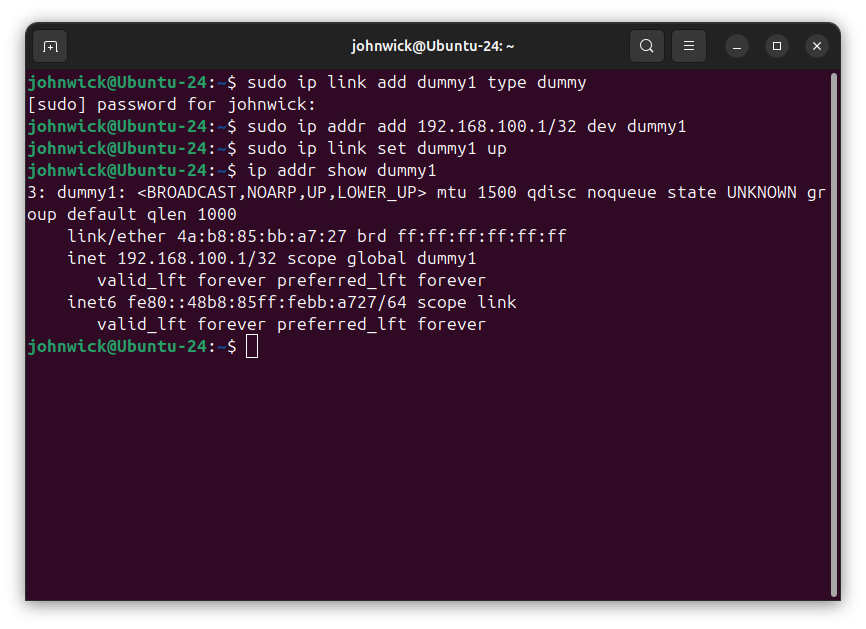 johnwick@Ubuntu-24: ~
johnwick@Ubuntu-24:~$ sudo ip link add dummy1 type dummy
[sudo] password for johnwick:
johnwick@Ubuntu-24:~$ sudo ip addr add 192.168.100.1/32 dev dummy1
johnwick@Ubuntu-24:~$ sudo ip link set dummy1 up
johnwick@Ubuntu-24:~$ ip addr show dummy1
3: dummy1: <BROADCAST,NOARP,UP,LOWER_UP> mtu 1500 qdisc noqueue state UNKNOWN gr
oup default qlen 1000
    link/ether 4a:b8:85:bb:a7:27 brd ff:ff:ff:ff:ff:ff
    inet 192.168.100.1/32 scope global dummy1
       valid_lft forever preferred_lft forever
    inet6 fe80::48b8:85ff:febb:a727/64 scope link
       valid_lft forever preferred_lft forever
johnwick@Ubuntu-24:~$